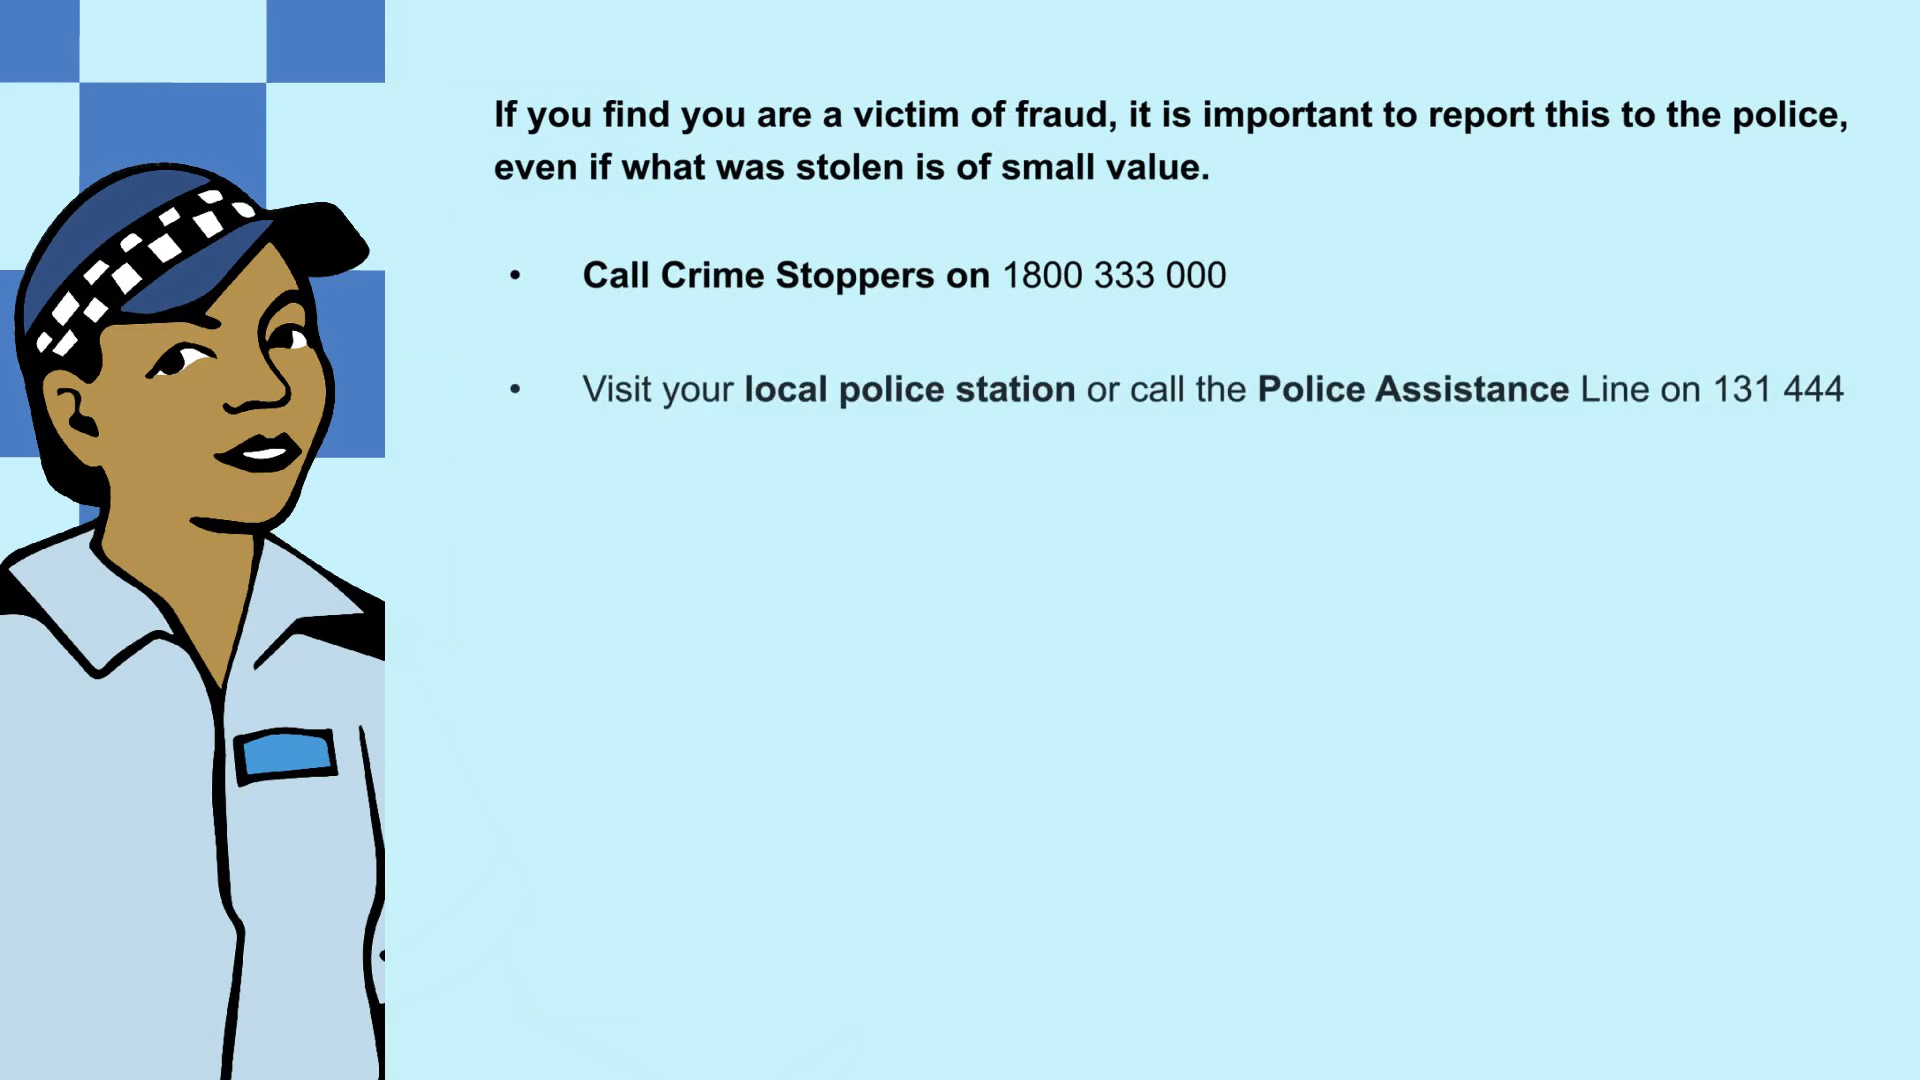 If you find you are a victim of fraud, it is important to report this to the police,
even if what was stolen is of small value.
• Call Crime Stoppers on 1800 333 000
• Visit your local police station or call the Police Assistance Line on 131 444